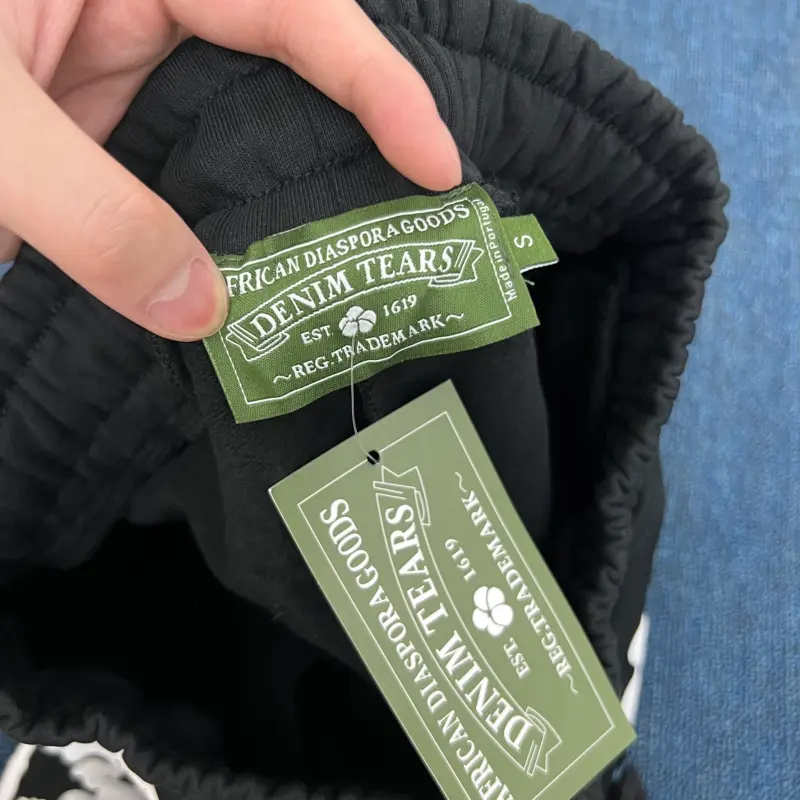 FRICAN DIASPORA GOODS
DENIM TEARS
EST 1619
~REG.TRADEMARK~
Made in Portugal
S
AFRICAN DIASPORA GOODS
DENIM TEARS
EST. 1619
~REG.TRADEMARK~